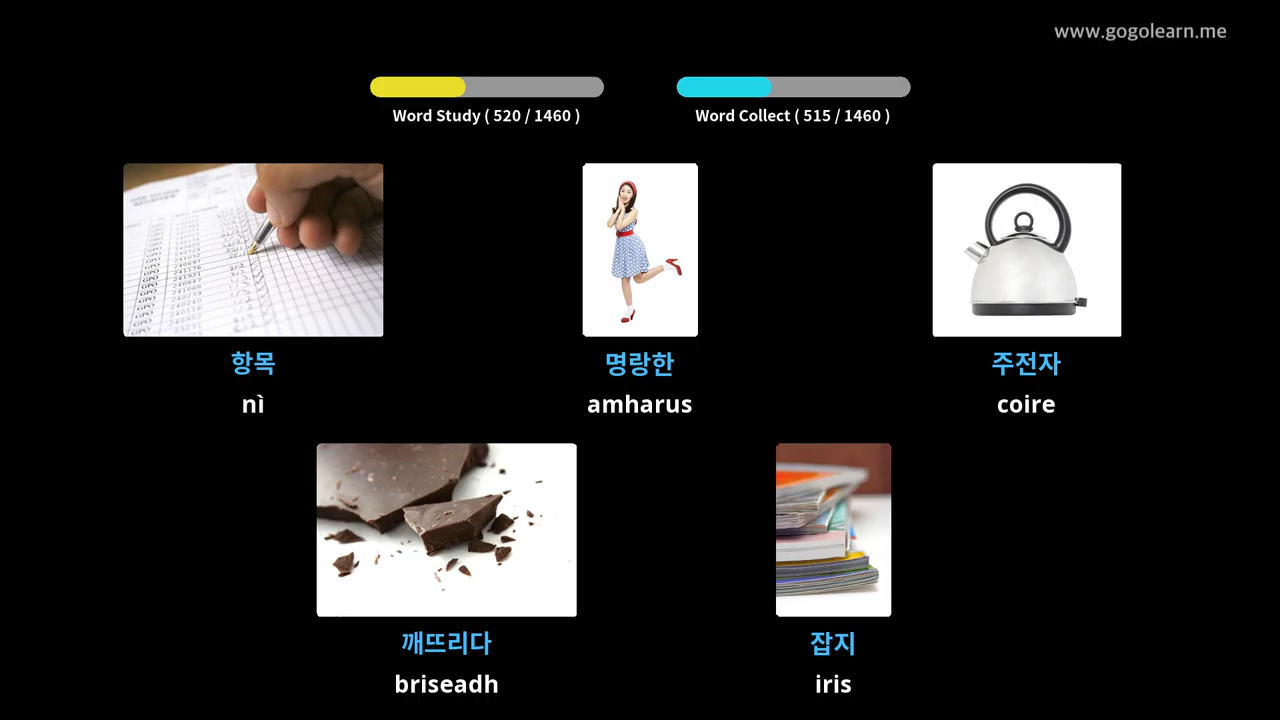 www.gogolearn.me
Word Study ( 520 / 1460 )
Word Collect ( 515 / 1460 )
항목
nì
명랑한
amharus
주전자
coire
깨뜨리다
briseadh
잡지
iris